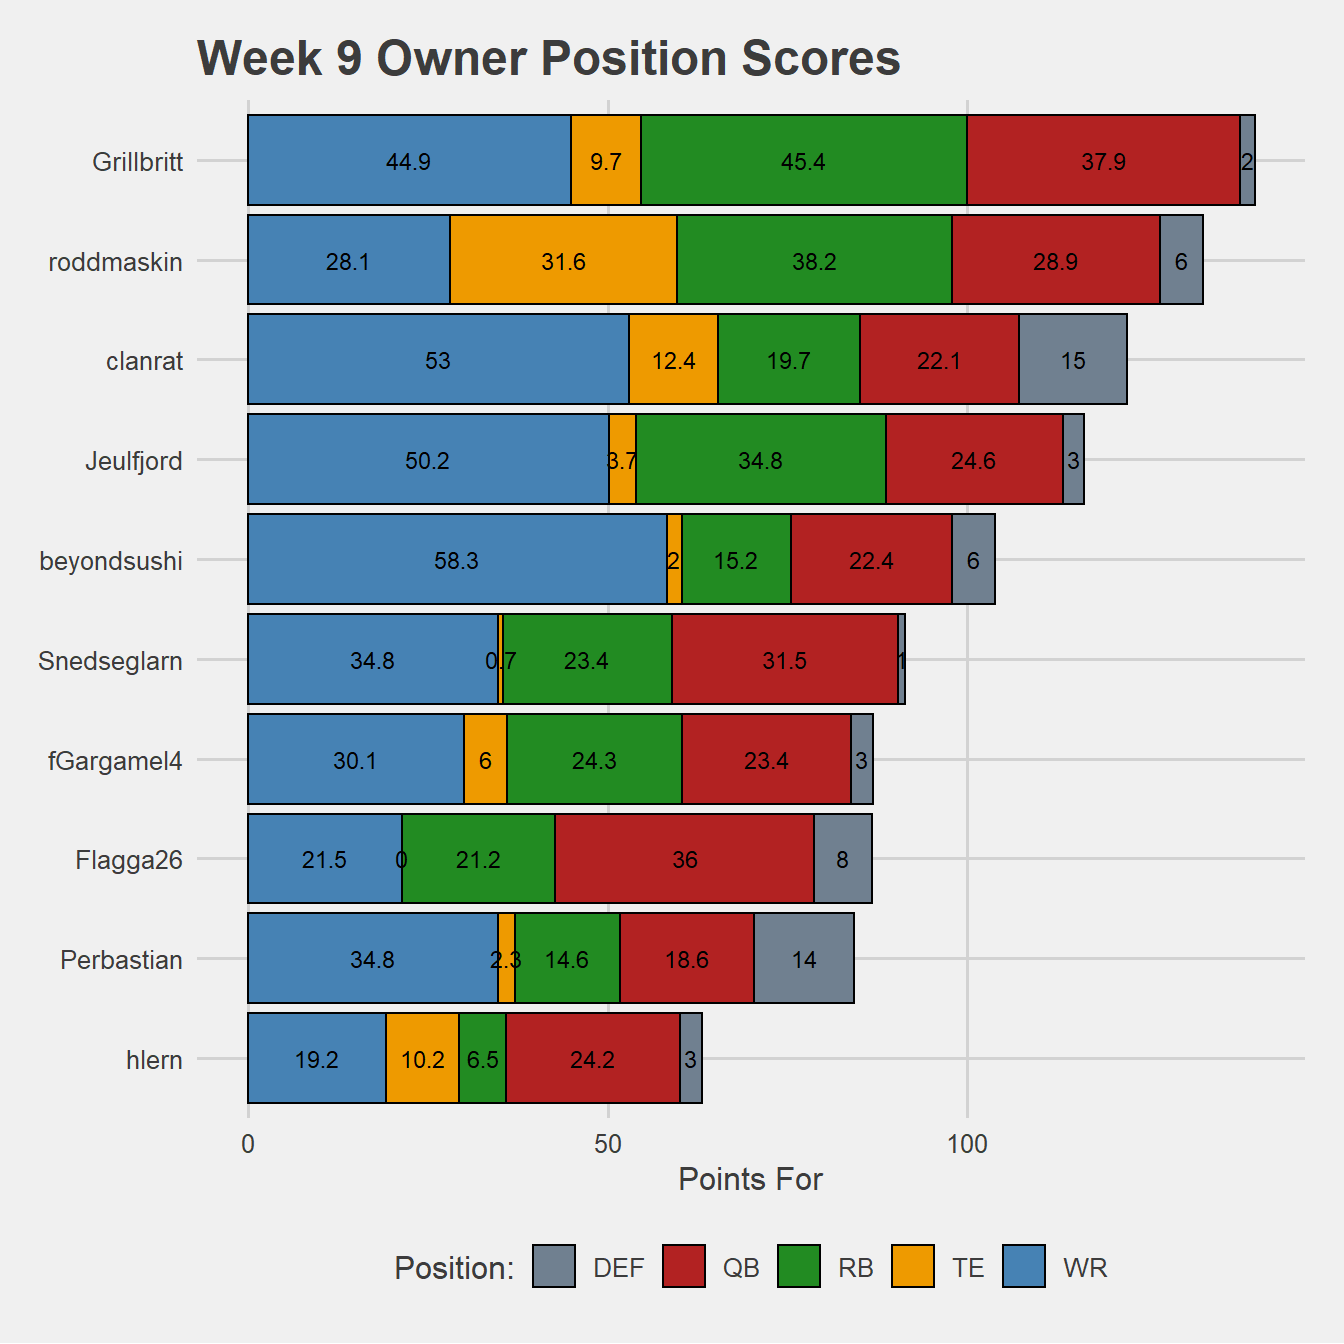 Week 9 Owner Position Scores
Grillbritt 44.9 9.7 45.4 37.9 2
roddmaskin 28.1 31.6 38.2 28.9 6
clanrat 53 12.4 19.7 22.1 15
Jeulfjord 50.2 3.7 34.8 24.6 3
beyondsushi 58.3 2 15.2 22.4 6
Snedseglarn 34.8 0.7 23.4 31.5 1
fGargamel4 30.1 6 24.3 23.4 3
Flagga26 21.5 0 21.2 36 8
Perbastian 34.8 2.3 14.6 18.6 14
hlern 19.2 10.2 6.5 24.2 3
0 50 100
Points For
Position: DEF QB RB TE WR